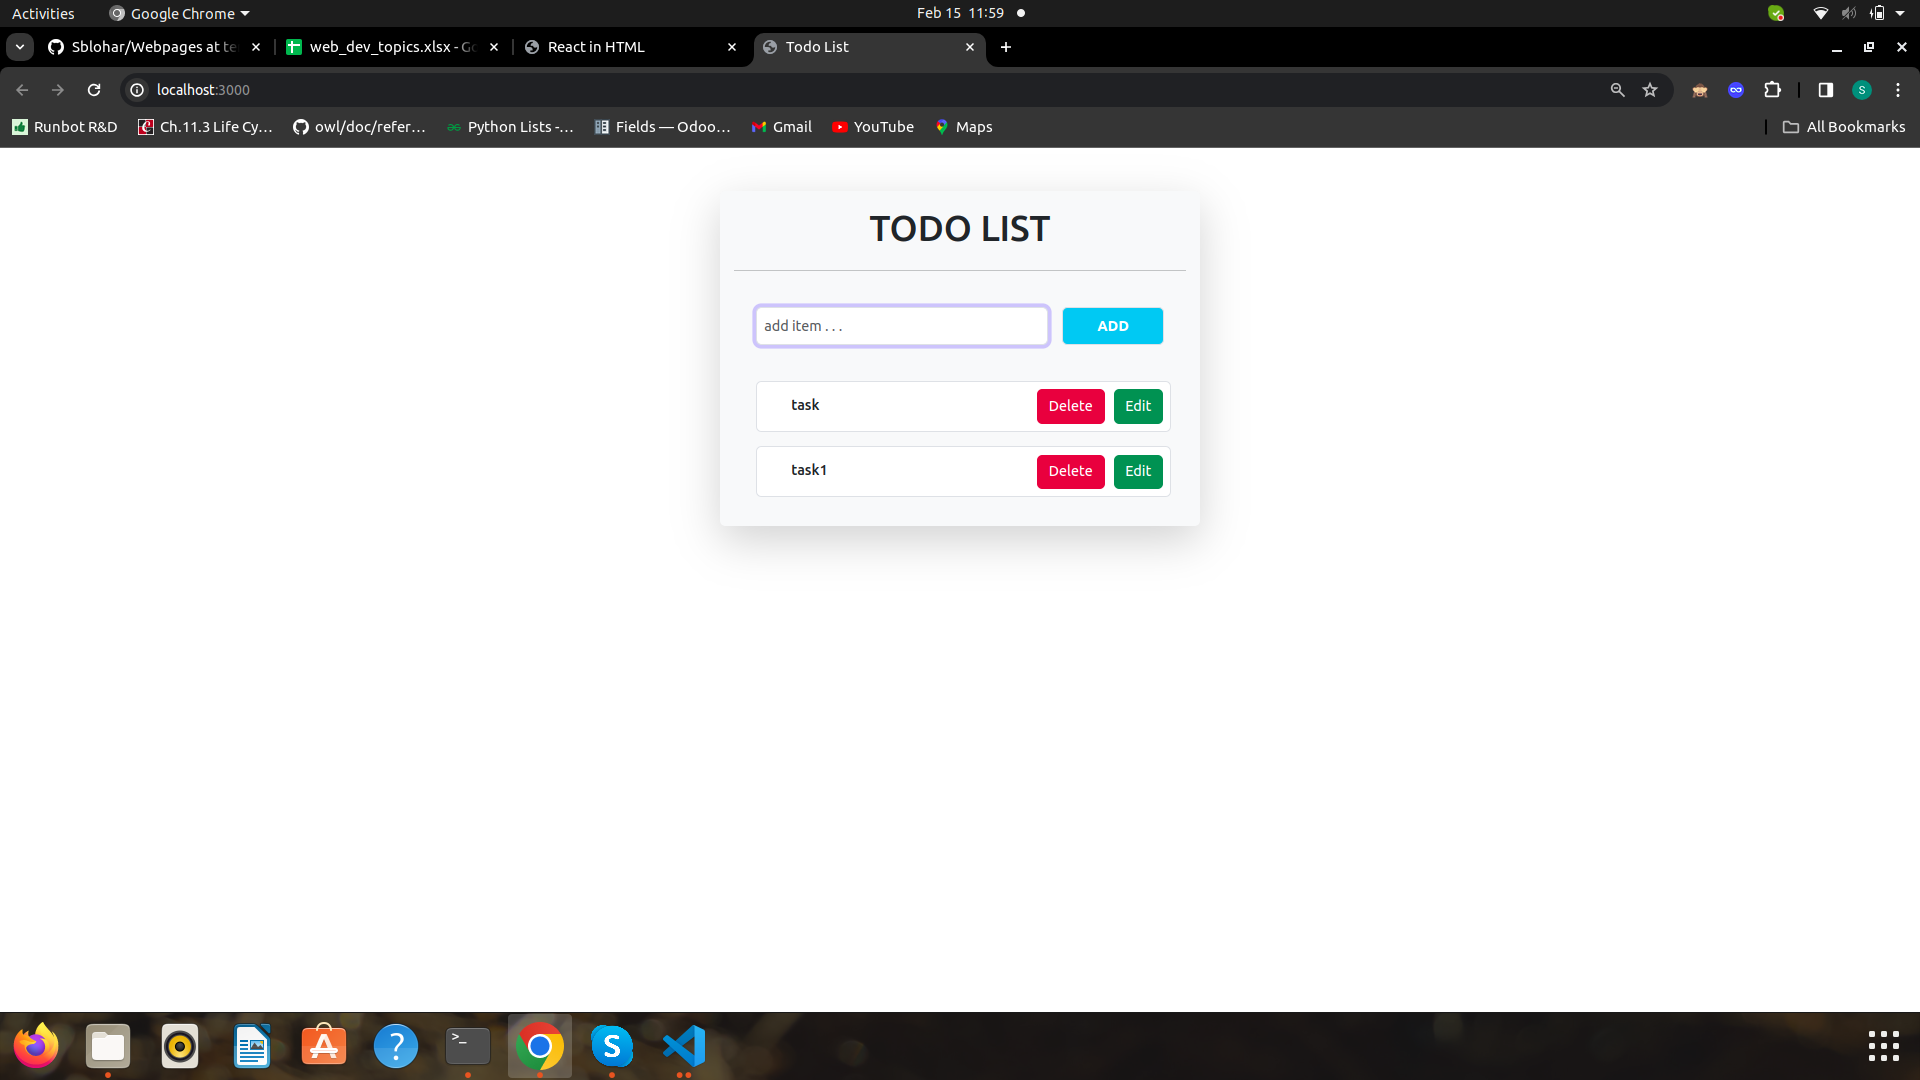 Activities Google Chrome Feb 15 11:59
Sblohar/Webpages at te web_dev_topics.xlsx - Go React in HTML Todo List
localhost:3000 S
Runbot R&D Ch.11.3 Life Cy... owl/doc/refer... Python Lists -... Fields — Odoo... Gmail YouTube Maps All Bookmarks
TODO LIST
add item . . . ADD
task Delete Edit
task1 Delete Edit